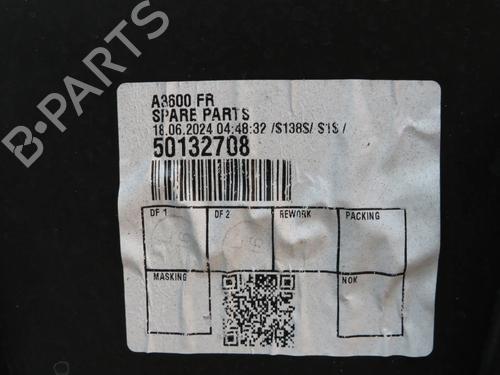 B-PARTS
A3600 FR
SPARE PARTS
18.06.2024 04:48:32 /S138S/ S1S /
50132708
DF 1
DF 2
REWORK
PACKING
MASKING
NOK